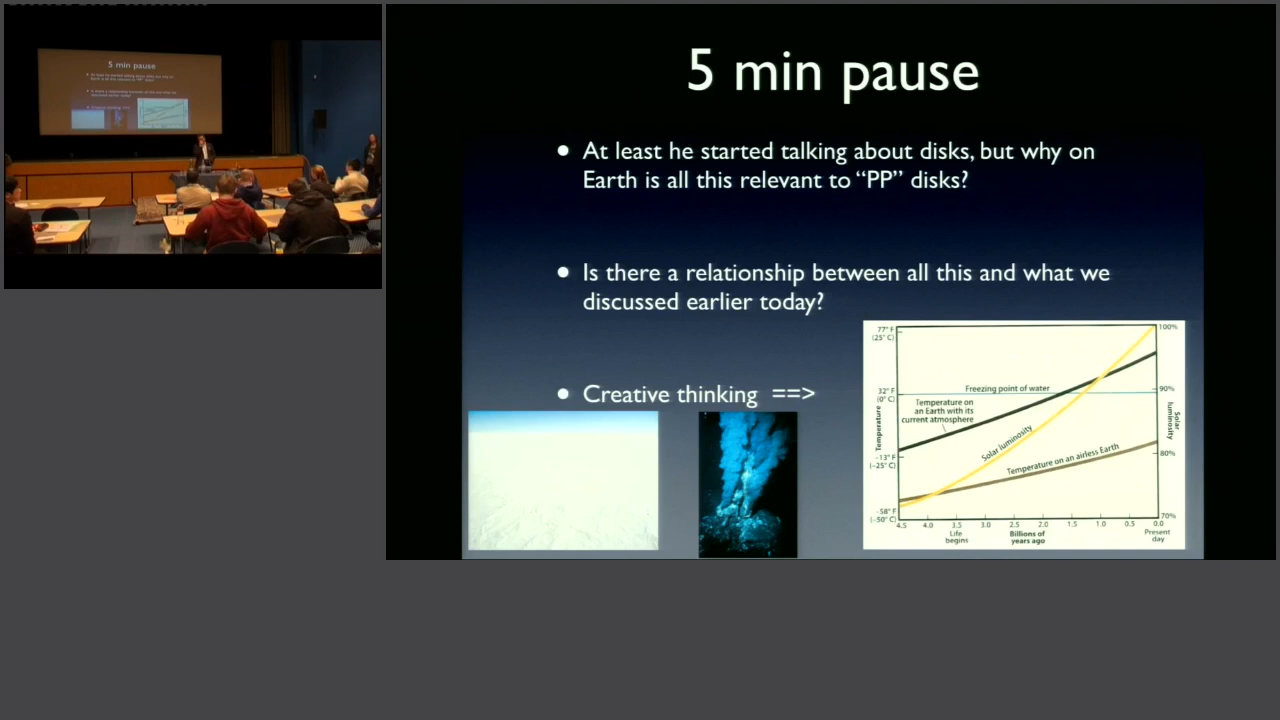 5 min pause
At least he started talking about disks, but why on
Earth is all this relevant to “PP” disks?
Is there a relationship between all this and what we
discussed earlier today?
Creative thinking ==>
77° F
(25° C)
100%
32° F
(0° C)
Freezing point of water
90%
Temperature on
an Earth with its
current atmosphere
Temperature
Solar luminosity
Solar
luminosity
-13° F
(-25° C)
Temperature on an airless Earth
80%
-58° F
(-50° C)
70%
4.5 4.0 3.5 3.0 2.5 2.0 1.5 1.0 0.5 0.0
Life
begins
Billions of
years ago
Present
day
5 min pause